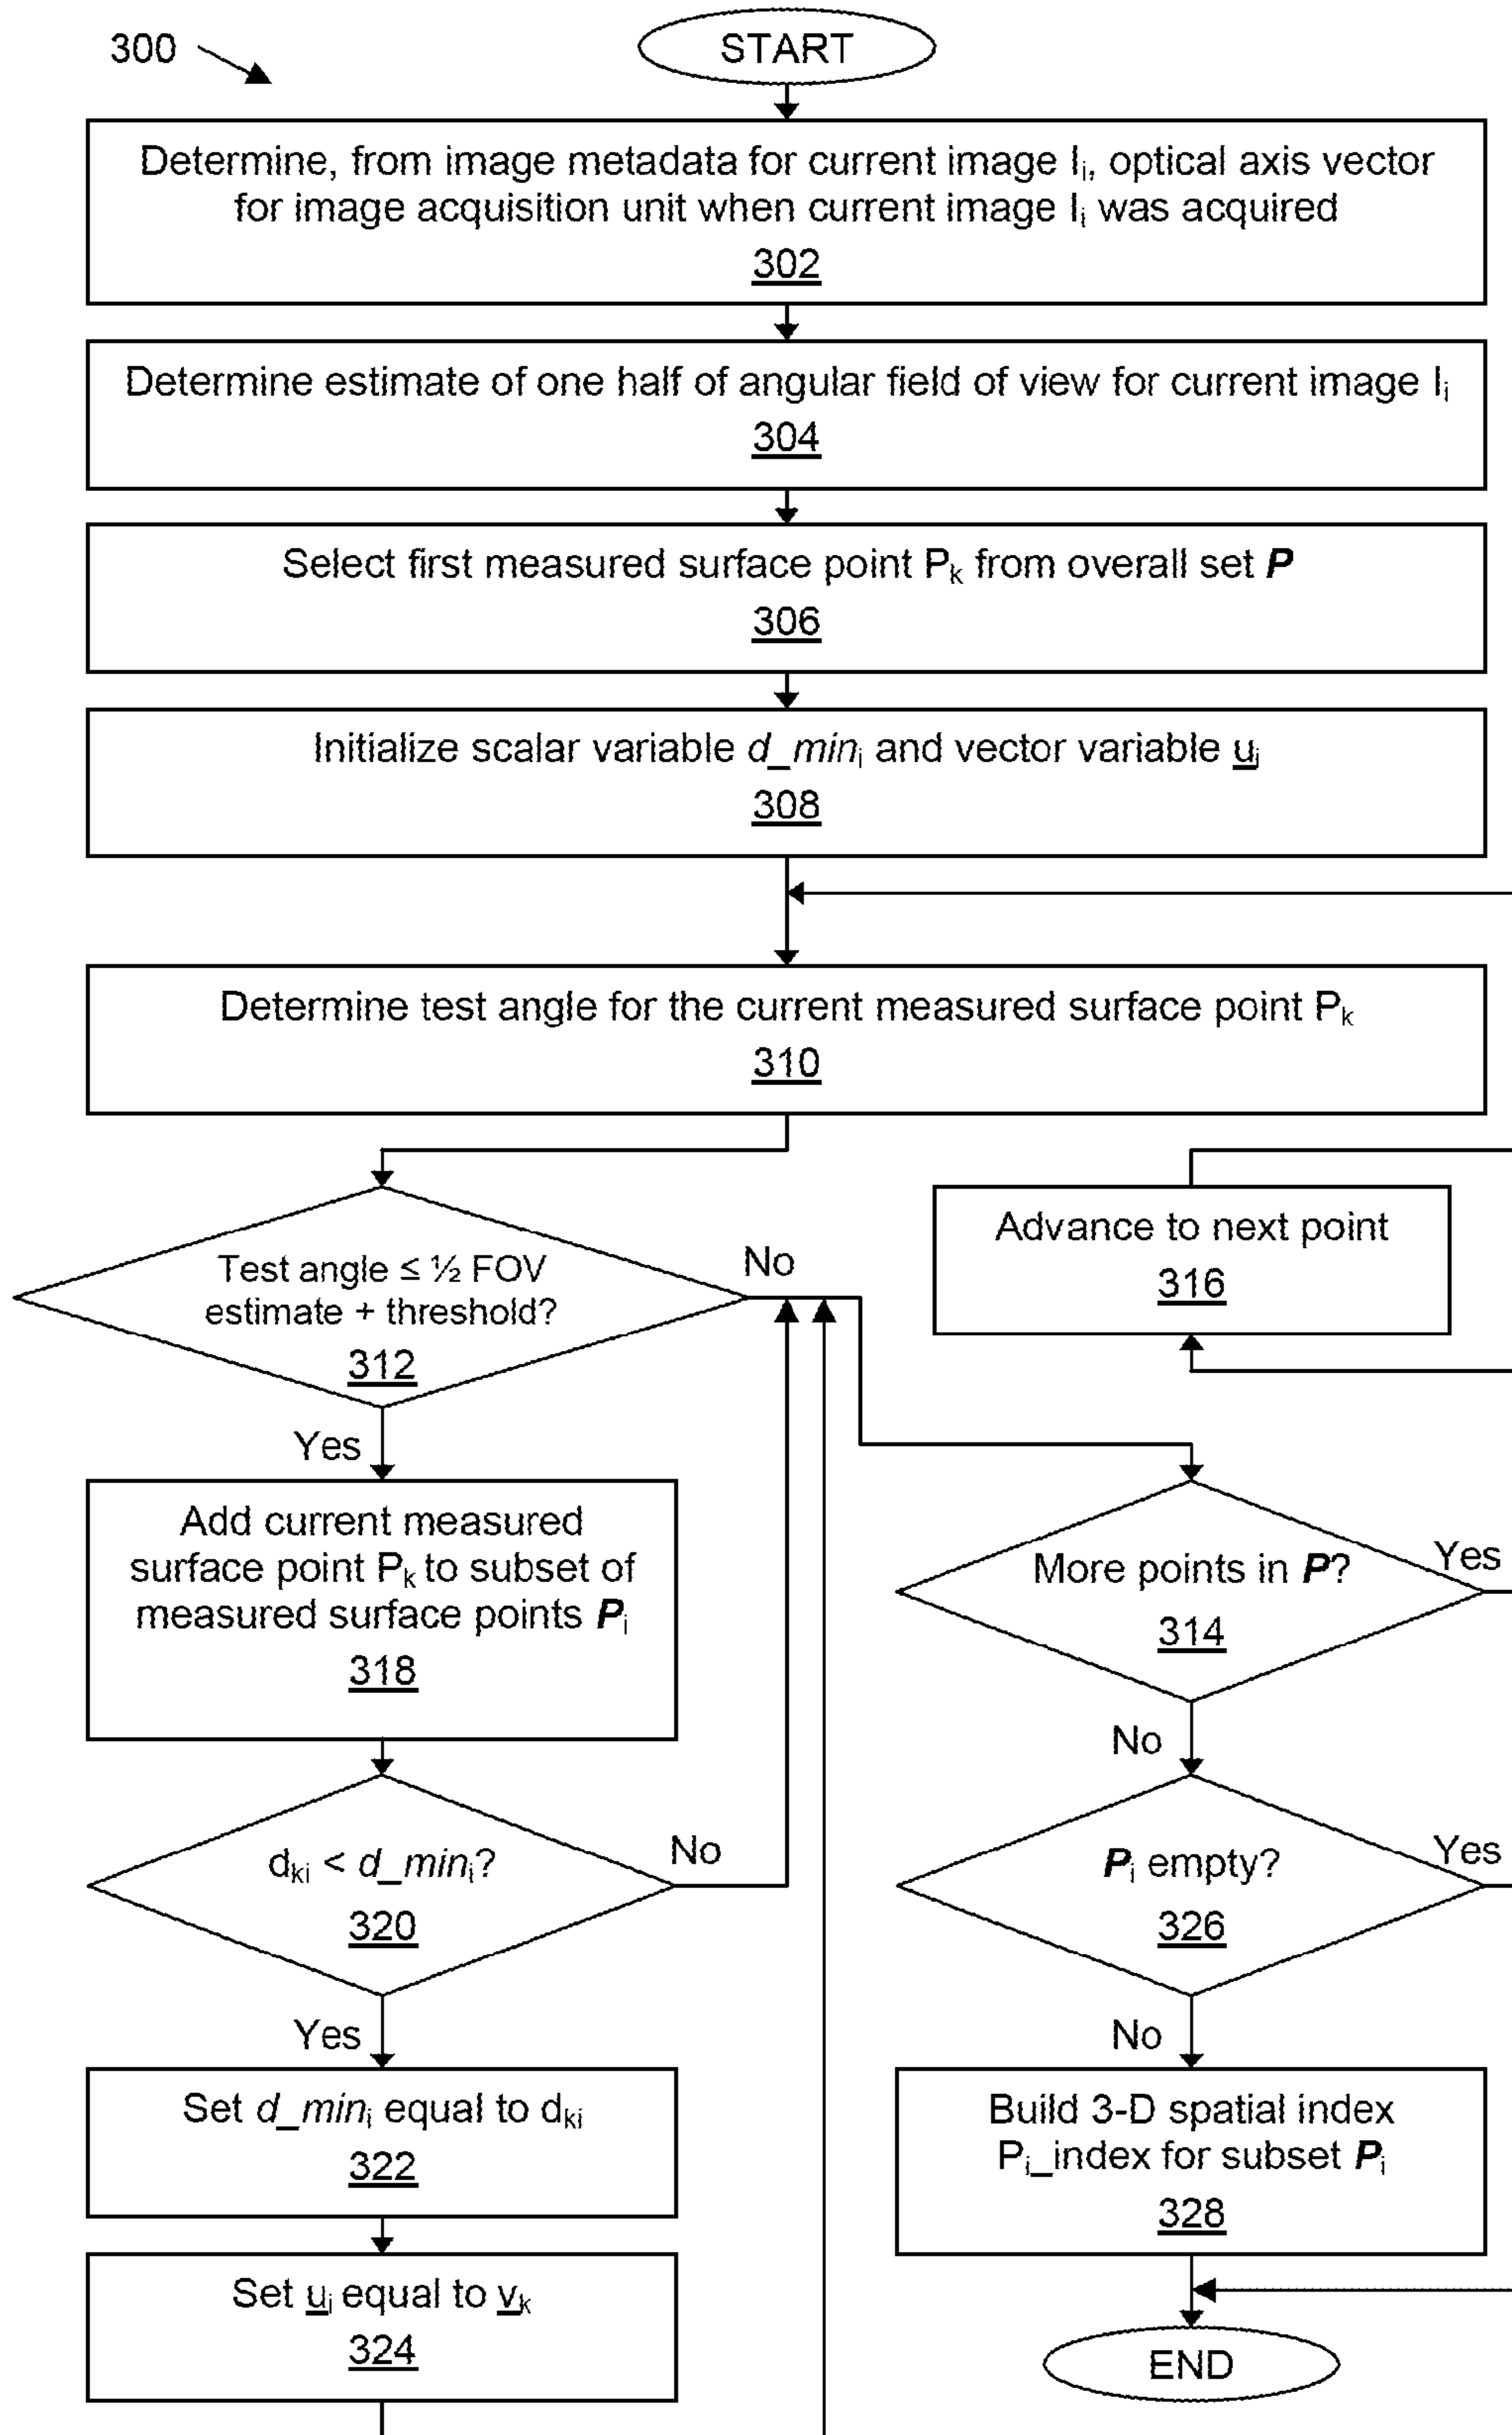 300
START
Determine, from image metadata for current image Iᵢ, optical axis vector
for image acquisition unit when current image Iᵢ was acquired
302
Determine estimate of one half of angular field of view for current image Iᵢ
304
Select first measured surface point Pₖ from overall set P
306
Initialize scalar variable d_minᵢ and vector variable uᵢ
308
Determine test angle for the current measured surface point Pₖ
310
Test angle ≤ ½ FOV
estimate + threshold?
312
No
Yes
Advance to next point
316
Add current measured
surface point Pₖ to subset of
measured surface points Pᵢ
318
More points in P?
314
Yes
No
dₖᵢ < d_minᵢ?
320
No
Yes
Pᵢ empty?
326
Yes
No
Set d_minᵢ equal to dₖᵢ
322
Build 3-D spatial index
Pᵢ_index for subset Pᵢ
328
Set uᵢ equal to vₖ
324
END